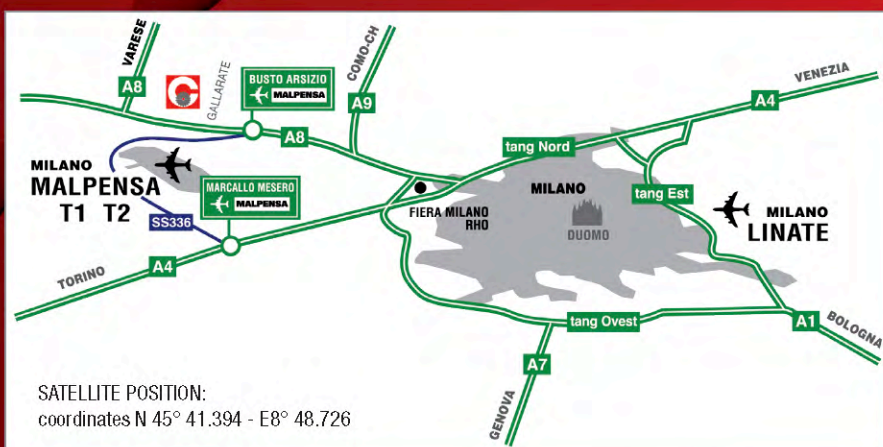 VARESE
A8
GALLARATE
BUSTO ARSIZIO
MALPENSA
COMO-CH
A9
A8
VENEZIA
A4
tang Nord
MILANO
MALPENSA
T1 T2
MARCALLO MESERO
MALPENSA
SS336
FIERA MILANO
RHO
MILANO
DUOMO
tang Est
MILANO
LINATE
TORINO
A4
tang Ovest
A7
GENOVA
A1
BOLOGNA
SATELLITE POSITION:
coordinates N 45° 41.394 - E8° 48.726